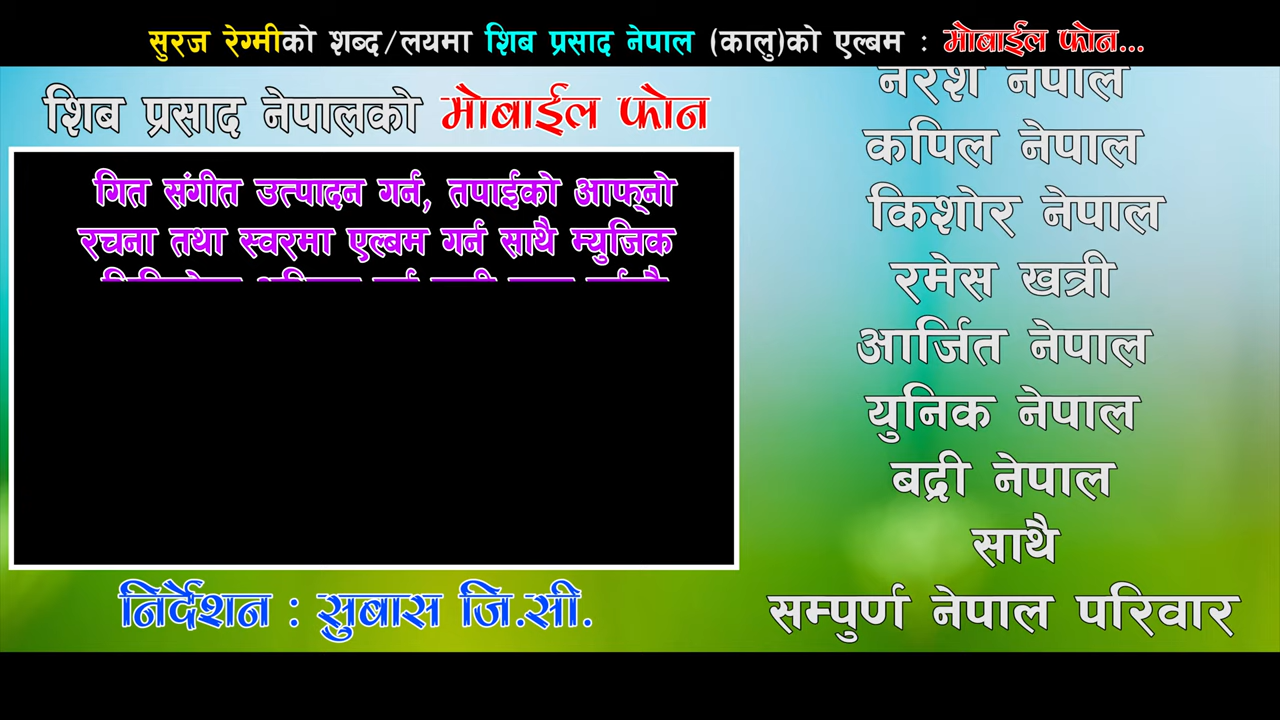 सुरज रेग्मीको शब्द/लयमा शिब प्रसाद नेपाल (कालु)को एल्बम : मोबाईल फोन...
शिब प्रसाद नेपालको मोबाईल फोन
गित संगीत उत्पादन गर्न, तपाईको आफ्नो
रचना तथा स्वरमा एल्बम गर्न साथै म्युजिक
निर्देशन : सुबास जि.सी.
नरेश नेपाल
कपिल नेपाल
किशोर नेपाल
रमेस खत्री
आर्जित नेपाल
युनिक नेपाल
बद्री नेपाल
साथै
सम्पुर्ण नेपाल परिवार